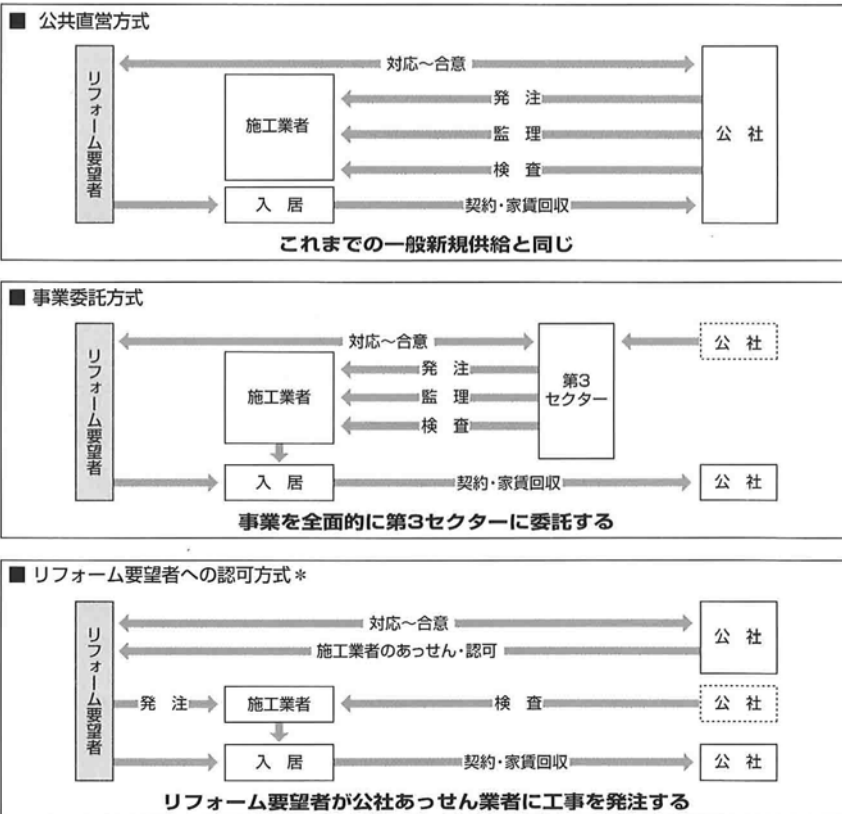 ■ 公共直営方式
リフォーム要望者
対応～合意
施工業者
発 注
監 理
検 査
公 社
入 居
契約・家賃回収
これまでの一般新規供給と同じ
■ 事業委託方式
リフォーム要望者
対応～合意
第3
セクター
公 社
施工業者
発 注
監 理
検 査
入 居
契約・家賃回収
公 社
事業を全面的に第3セクターに委託する
■ リフォーム要望者への認可方式＊
リフォーム要望者
対応～合意
公 社
施工業者のあっせん・認可
発 注
施工業者
検 査
公 社
入 居
契約・家賃回収
公 社
リフォーム要望者が公社あっせん業者に工事を発注する